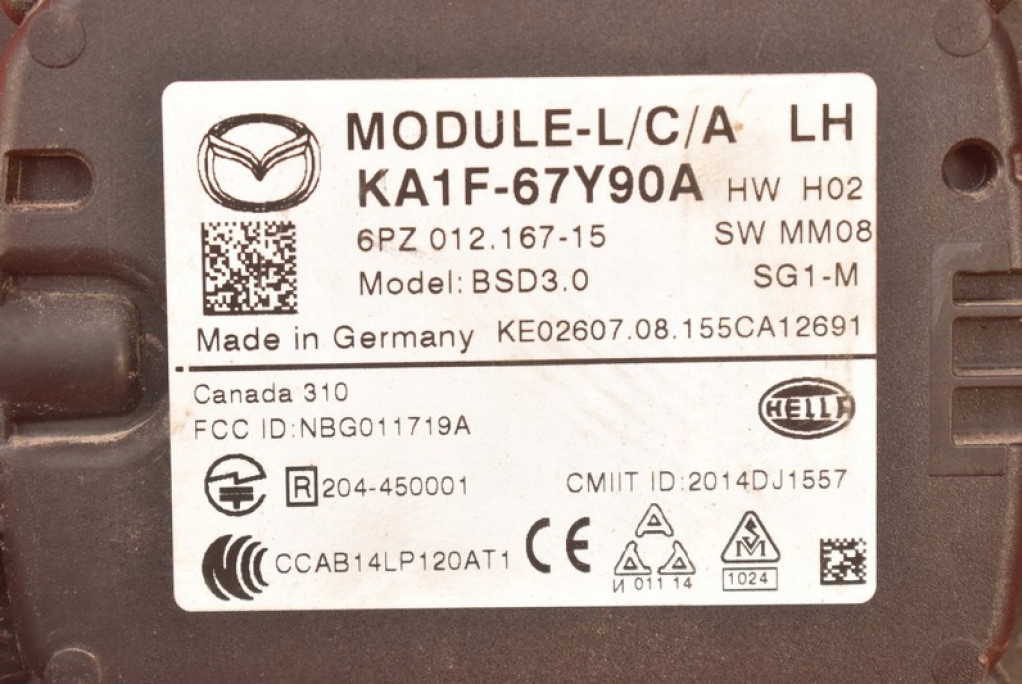 MODULE-L/C/A LH
KA1F-67Y90A HW H02
6PZ 012.167-15 SW MM08
Model: BSD3.0 SG1-M
Made in Germany KE02607.08.155CA12691
Canada 310
HELLA
FCC ID:NBG011719A
R 204-450001 CMIIT ID:2014DJ1557
CCAB14LP120AT1 CE
И 011 14
1024